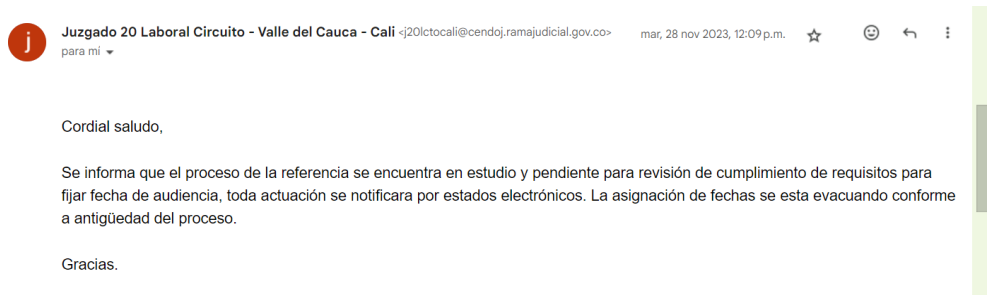 j
Juzgado 20 Laboral Circuito - Valle del Cauca - Cali <j20lctocali@cendoj.ramajudicial.gov.co> mar, 28 nov 2023, 12:09 p.m.
para mí
Cordial saludo,
Se informa que el proceso de la referencia se encuentra en estudio y pendiente para revisión de cumplimiento de requisitos para
fijar fecha de audiencia, toda actuación se notificara por estados electrónicos. La asignación de fechas se esta evacuando conforme
a antigüedad del proceso.
Gracias.